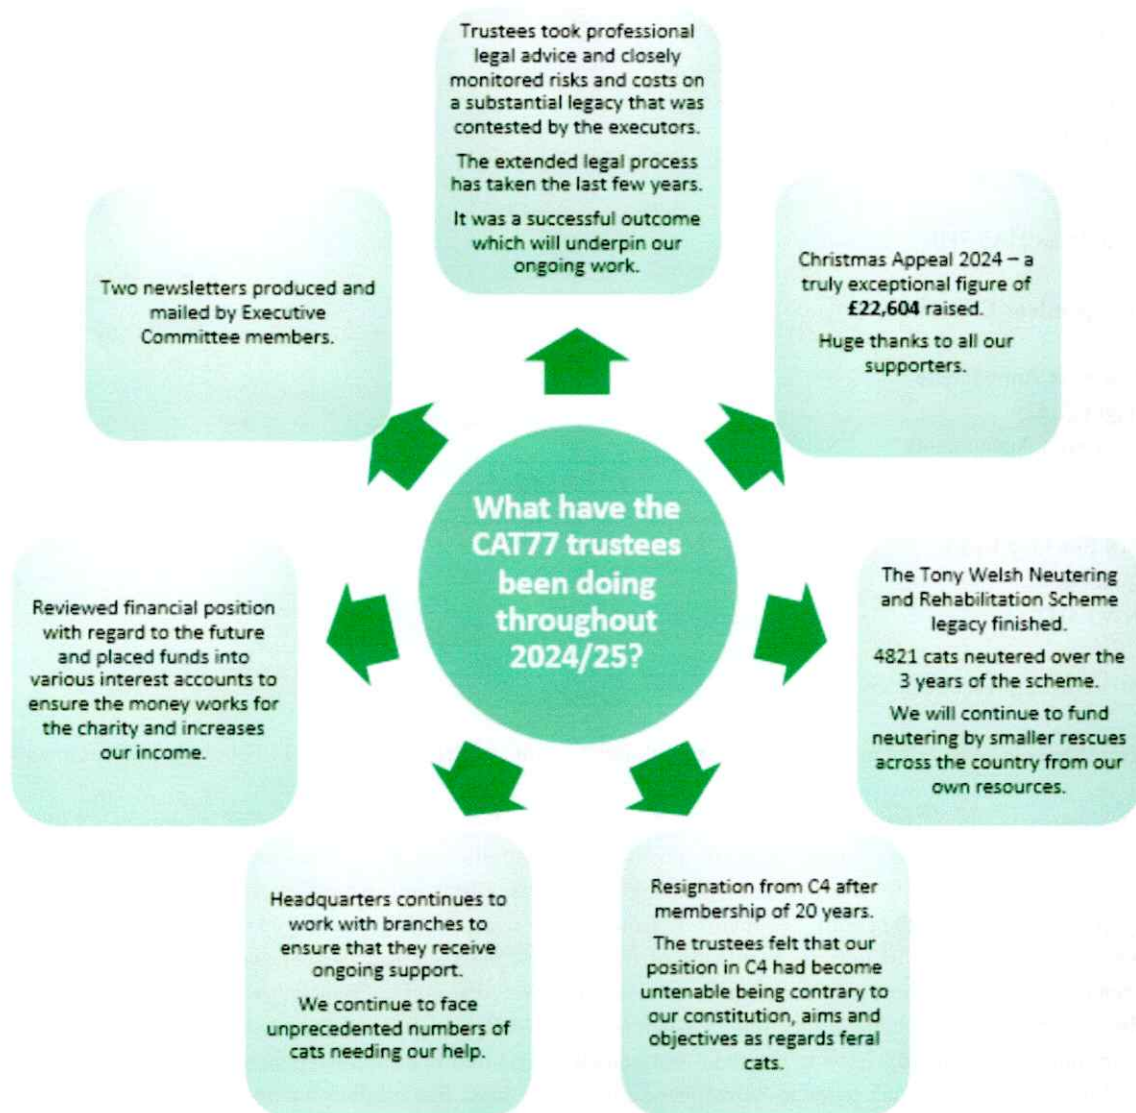 Trustees took professional
legal advice and closely
monitored risks and costs on
a substantial legacy that was
contested by the executors.
The extended legal process
has taken the last few years.
It was a successful outcome
which will underpin our
ongoing work.
Christmas Appeal 2024 – a
truly exceptional figure of
£22,604 raised.
Huge thanks to all our
supporters.
The Tony Welsh Neutering
and Rehabilitation Scheme
legacy finished.
4821 cats neutered over the
3 years of the scheme.
We will continue to fund
neutering by smaller rescues
across the country from our
own resources.
Resignation from C4 after
membership of 20 years.
The trustees felt that our
position in C4 had become
untenable being contrary to
our constitution, aims and
objectives as regards feral
cats.
Headquarters continues to
work with branches to
ensure that they receive
ongoing support.
We continue to face
unprecedented numbers of
cats needing our help.
Reviewed financial position
with regard to the future
and placed funds into
various interest accounts to
ensure the money works for
the charity and increases
our income.
Two newsletters produced and
mailed by Executive
Committee members.
What have the
CAT77 trustees
been doing
throughout
2024/25?